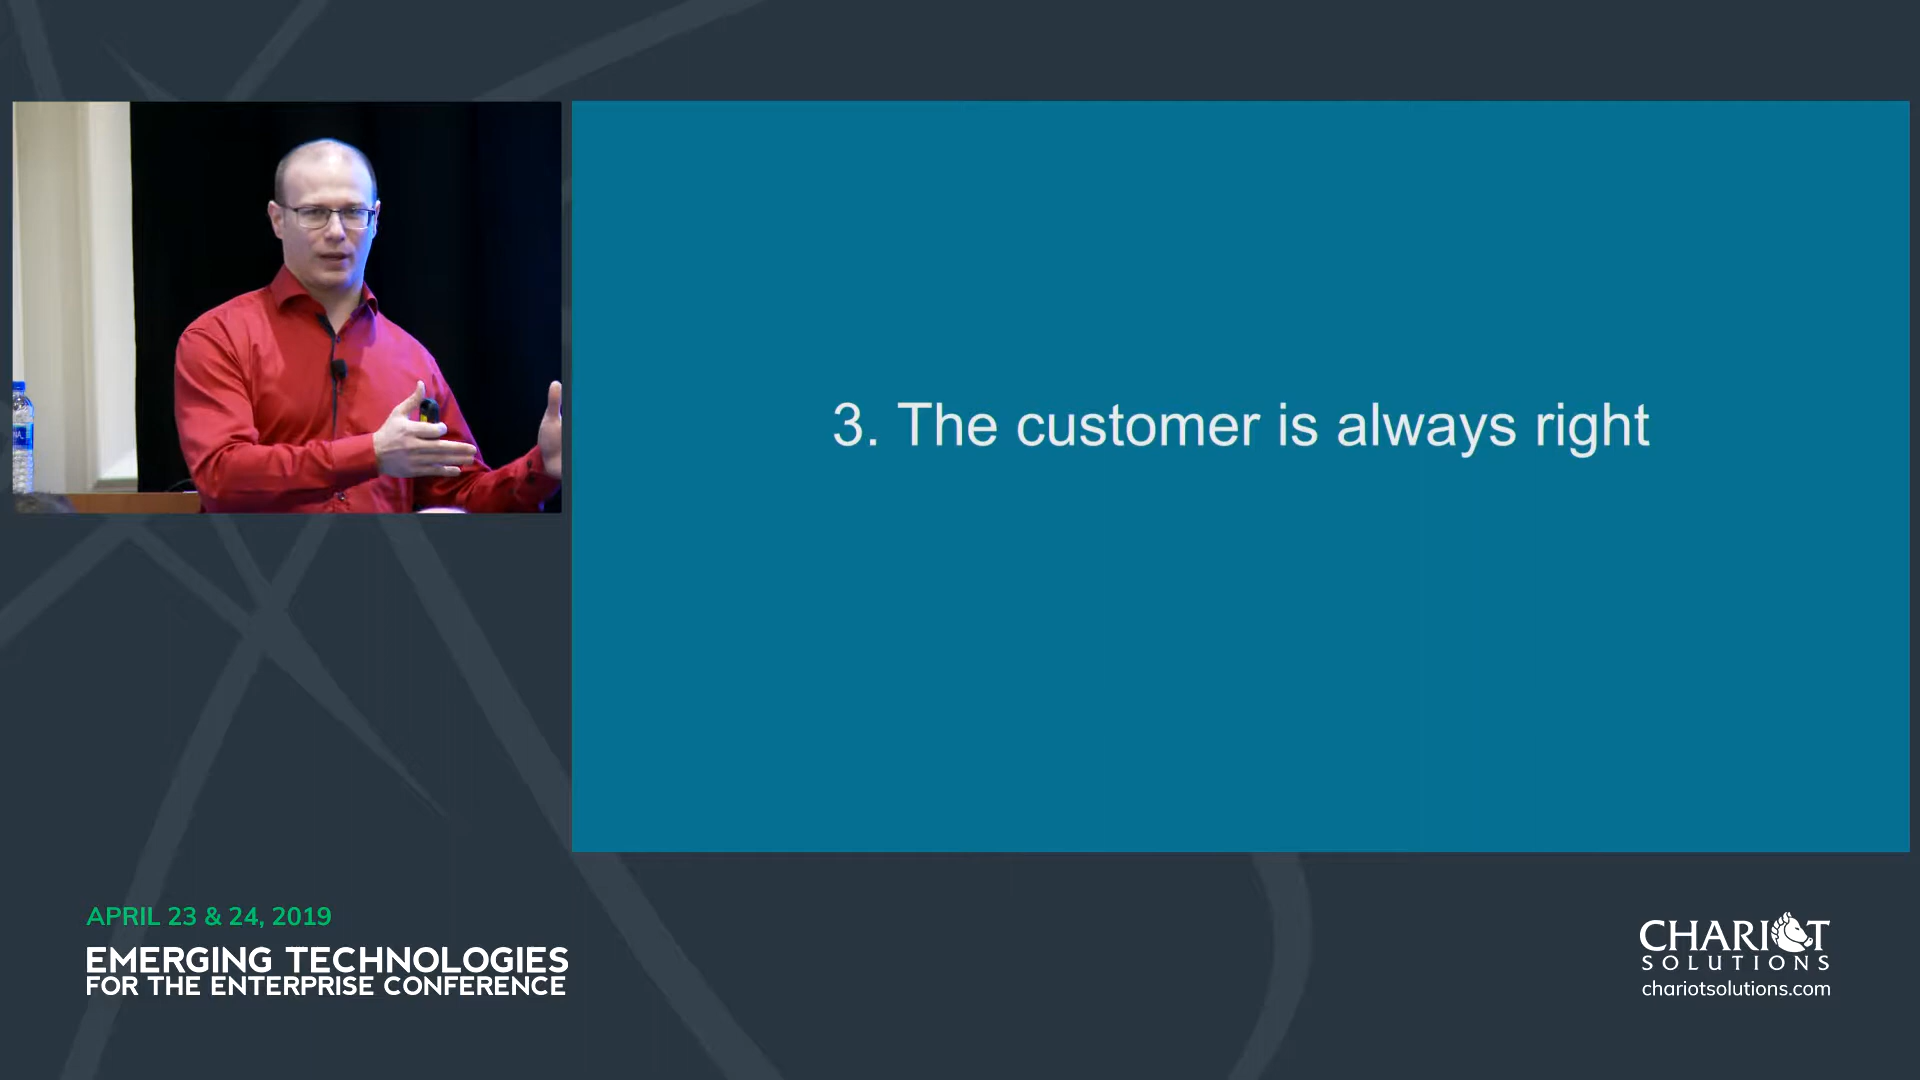 3. The customer is always right
APRIL 23 & 24, 2019
EMERGING TECHNOLOGIES
FOR THE ENTERPRISE CONFERENCE
CHARIOT
SOLUTIONS
chariotsolutions.com